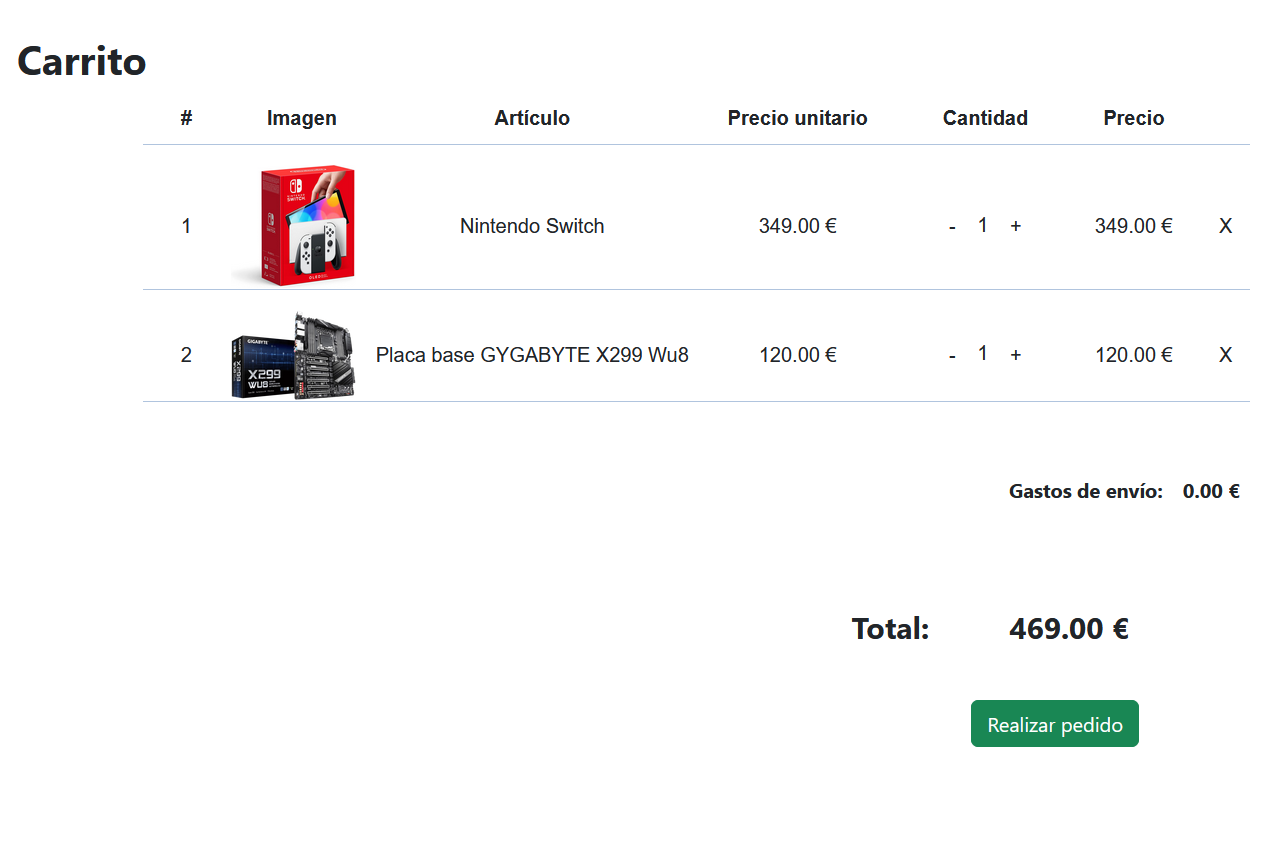 Carrito
# Imagen Artículo Precio unitario Cantidad Precio
NINTENDO
SWITCH
OLED
1 Nintendo Switch 349.00 € - 1 + 349.00 € X
GIGABYTE
X299
WU8
2 Placa base GYGABYTE X299 Wu8 120.00 € - 1 + 120.00 € X
Gastos de envío: 0.00 €
Total: 469.00 €
Realizar pedido